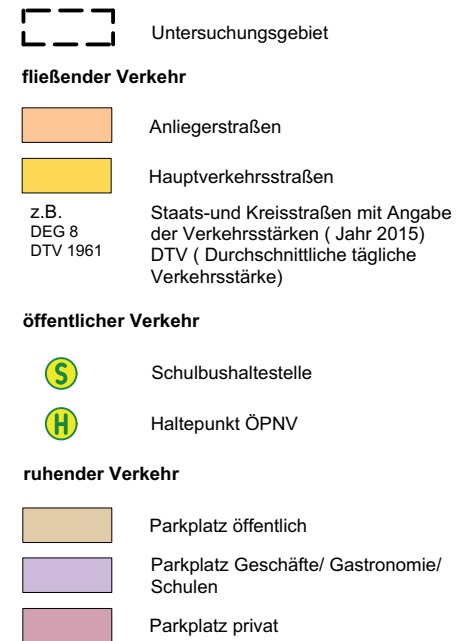 Untersuchungsgebiet
fließender Verkehr
Anliegerstraßen
Hauptverkehrsstraßen
z.B.
DEG 8
DTV 1961
Staats-und Kreisstraßen mit Angabe
der Verkehrsstärken ( Jahr 2015)
DTV ( Durchschnittliche tägliche
Verkehrsstärke)
öffentlicher Verkehr
S
Schulbushaltestelle
H
Haltepunkt ÖPNV
ruhender Verkehr
Parkplatz öffentlich
Parkplatz Geschäfte/ Gastronomie/
Schulen
Parkplatz privat